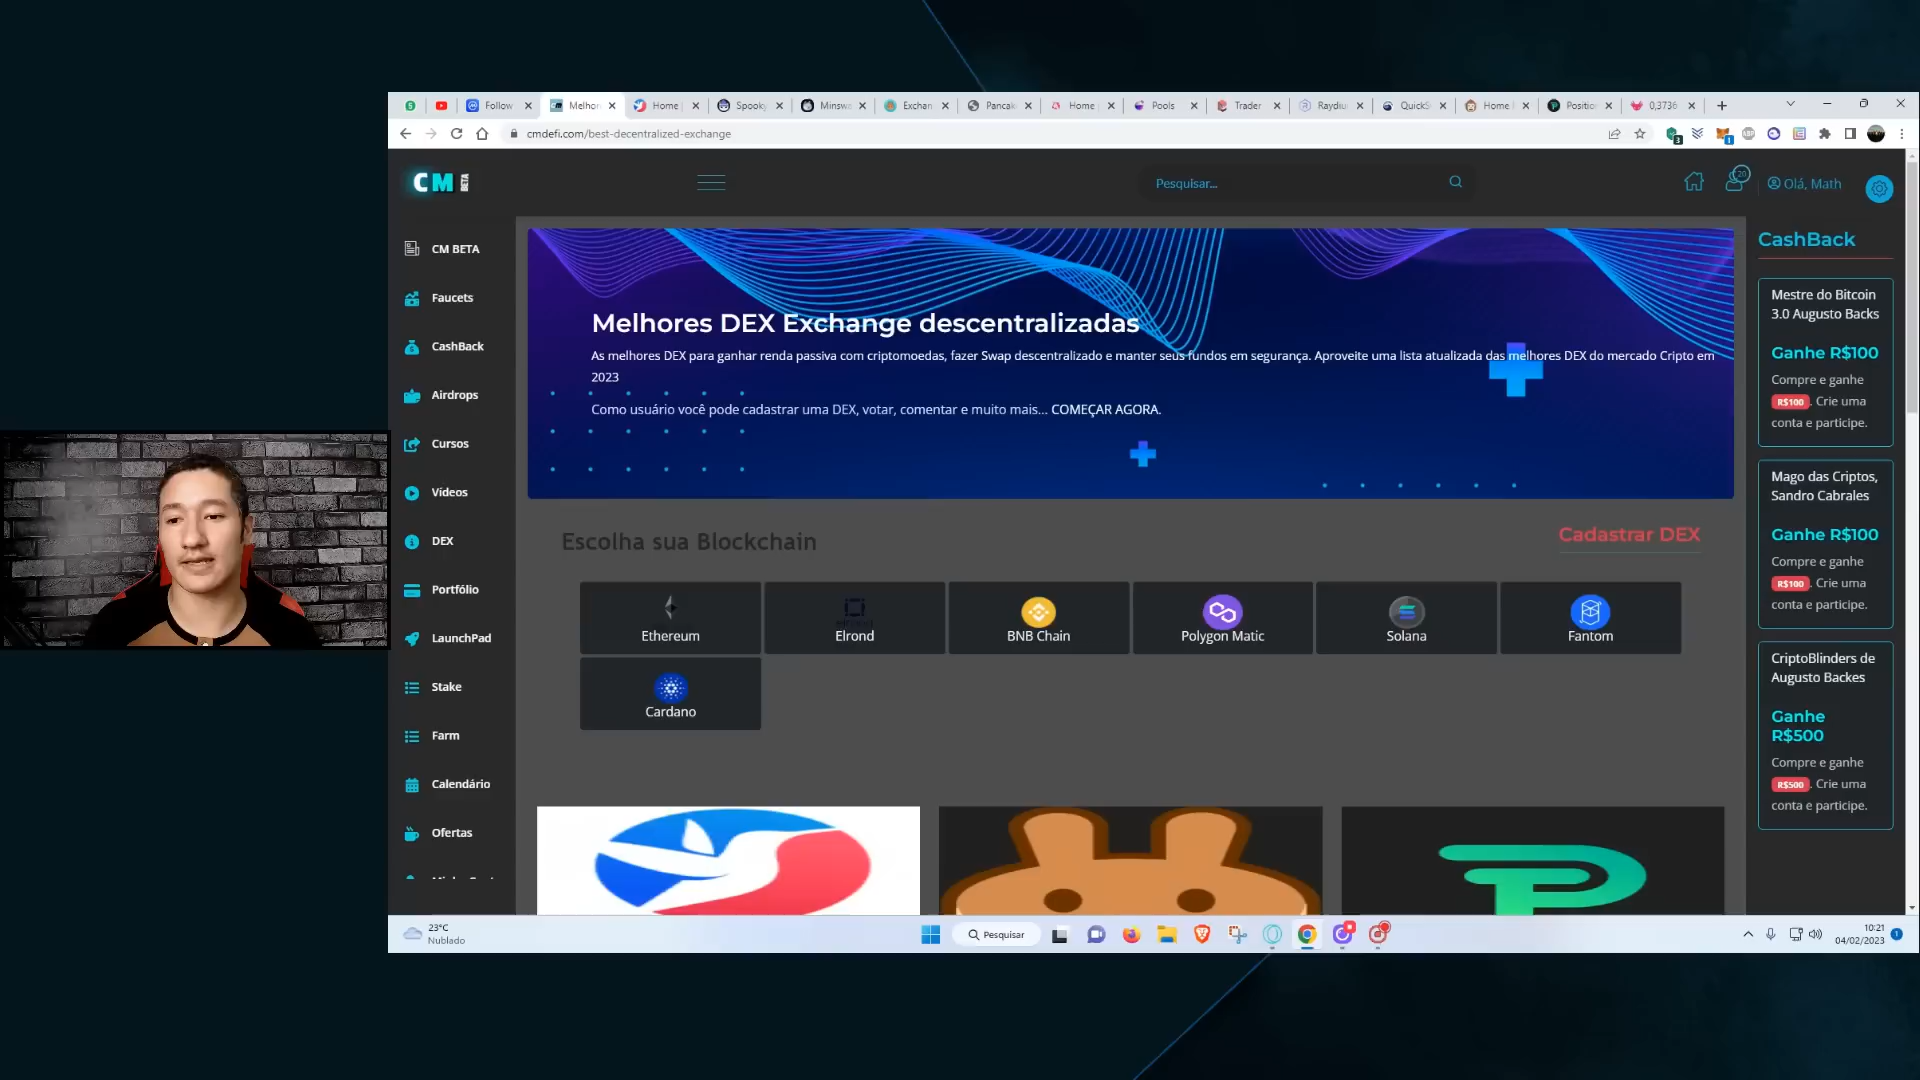 Follow
Melhor
Home
Spooky
Minswa
Exchan
Pancak
Home
Pools
Trader
Raydiu
QuickS
Home
Positio
0,3736
cmdefi.com/best-decentralized-exchange
CM BETA
Pesquisar...
20
Olá, Math
CM BETA
Faucets
CashBack
Airdrops
Cursos
Vídeos
DEX
Portfólio
LaunchPad
Stake
Farm
Calendário
Ofertas
Melhores DEX Exchange descentralizadas
As melhores DEX para ganhar renda passiva com criptomoedas, fazer Swap descentralizado e manter seus fundos em segurança. Aproveite uma lista atualizada das melhores DEX do mercado Cripto em
2023
Como usuário você pode cadastrar uma DEX, votar, comentar e muito mais... COMEÇAR AGORA.
Escolha sua Blockchain
Cadastrar DEX
Ethereum
Elrond
BNB Chain
Polygon Matic
Solana
Fantom
Cardano
CashBack
Mestre do Bitcoin
3.0 Augusto Backs
Ganhe R$100
Compre e ganhe
R$100. Crie uma
conta e participe.
Mago das Criptos,
Sandro Cabrales
Ganhe R$100
Compre e ganhe
R$100. Crie uma
conta e participe.
CriptoBlinders de
Augusto Backes
Ganhe
R$500
Compre e ganhe
R$500. Crie uma
conta e participe.
23°C
Nublado
Pesquisar
10:21
04/02/2023
1